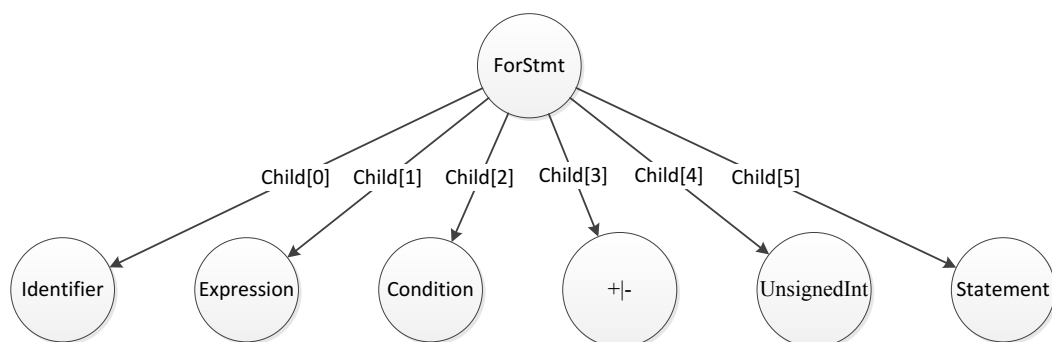 ForStmt
Child[0]
Child[1]
Child[2]
Child[3]
Child[4]
Child[5]
Identifier
Expression
Condition
+|-
UnsignedInt
Statement